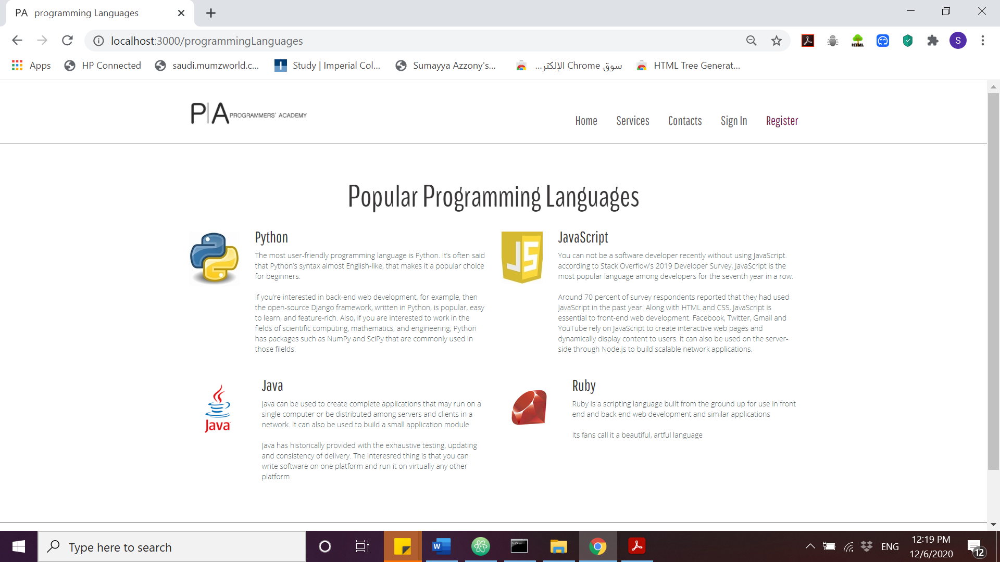 PA programming Languages
localhost:3000/programmingLanguages
HTML
S
Apps
HP Connected
saudi.mumzworld.c...
Study | Imperial Col...
Sumayya Azzony's...
سوق Chrome الإلكتر...
HTML Tree Generat...
P|A PROGRAMMERS' ACADEMY
Home Services Contacts Sign In Register
Popular Programming Languages
Python
The most user-friendly programming language is Python. It's often said
that Python's syntax almost English-like, that makes it a popular choice
for beginners.
If you're interested in back-end web development, for example, then
the open-source Django framework, written in Python, is popular, easy
to learn, and feature-rich. Also, if you are interested to work in the
fields of scientific computing, mathematics, and engineering; Python
has packages such as NumPy and SciPy that are commonly used in
those filelds.
JS
JavaScript
You can not be a software developer recently without using JavaScript.
according to Stack Overflow's 2019 Developer Survey, JavaScript is the
most popular language among developers for the seventh year in a row.
Around 70 percent of survey respondents reported that they had used
JavaScript in the past year. Along with HTML and CSS, JavaScript is
essential to front-end web development. Facebook, Twitter, Gmail and
YouTube rely on JavaScript to create interactive web pages and
dynamically display content to users. it can also be used on the server-
side through Node.js to build scalable network applications.
Java
Java
Java can be used to create complete applications that may run on a
single computer or be distributed among servers and clients in a
network. It can also be used to build a small application module
Java has historically provided with the exhaustive testing, updating
and consistency of delivery. The interesred thing is that you can
write software on one platform and run it on virtually any other
platform.
Ruby
Ruby is a scripting language built from the ground up for use in front
end and back end web development and similar applications
Its fans call it a beautiful, artful language
Type here to search
W
ENG
12:19 PM
12/6/2020
12